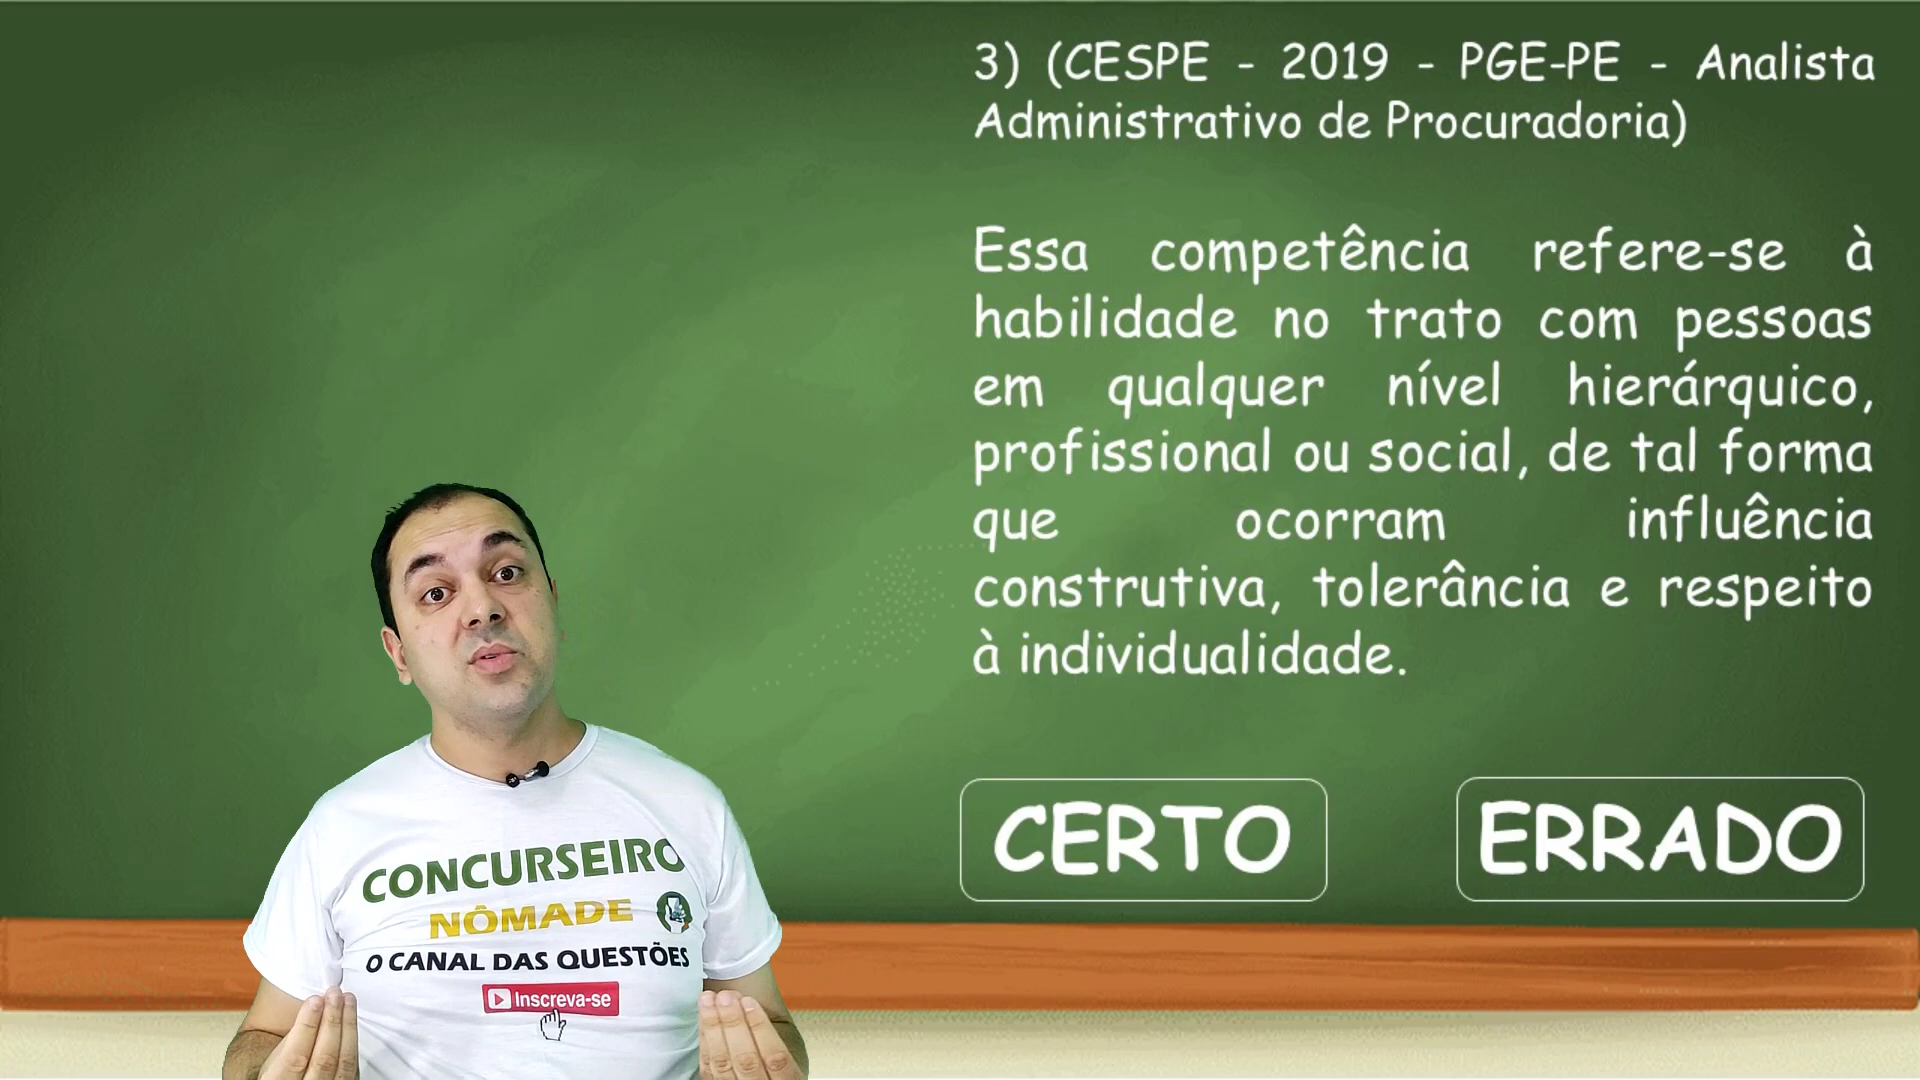 3) (CESPE - 2019 - PGE-PE - Analista
Administrativo de Procuradoria)
Essa competência refere-se à
habilidade no trato com pessoas
em qualquer nível hierárquico,
profissional ou social, de tal forma
que ocorram influência
construtiva, tolerância e respeito
à individualidade.
CERTO
ERRADO
CONCURSEIRO
NÔMADE
O CANAL DAS QUESTÕES
Inscreva-se